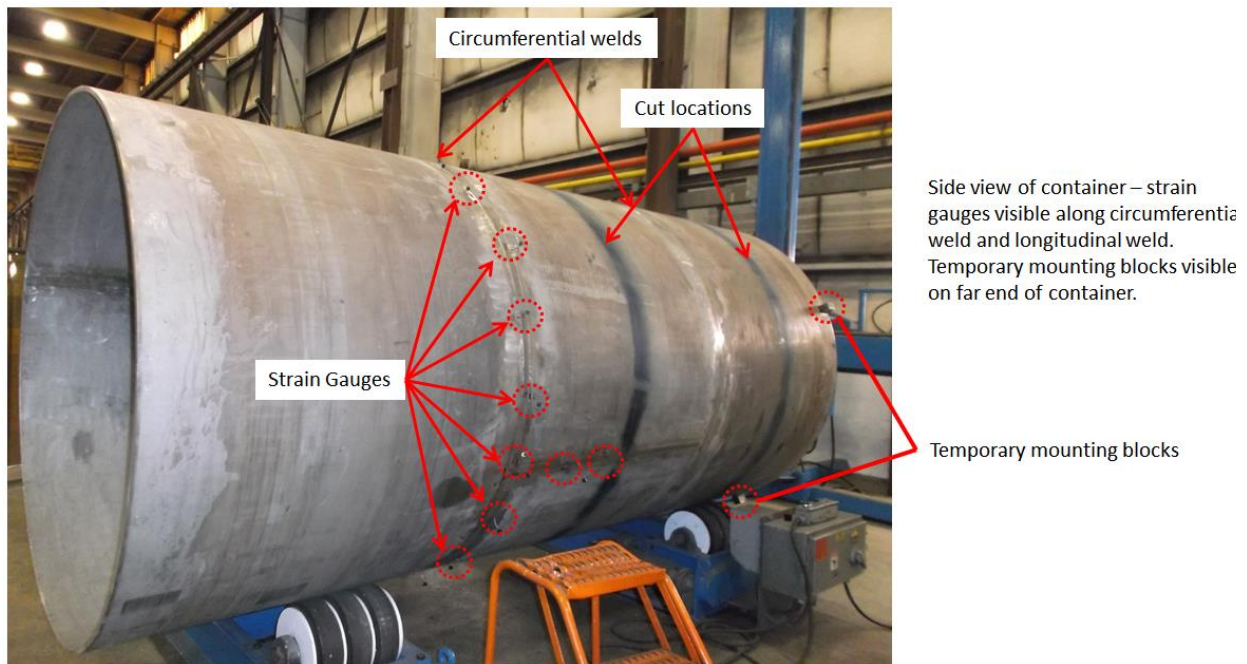 Circumferential welds
Cut locations
Side view of container – strain
gauges visible along circumferential
weld and longitudinal weld.
Temporary mounting blocks visible
on far end of container.
Strain Gauges
Temporary mounting blocks